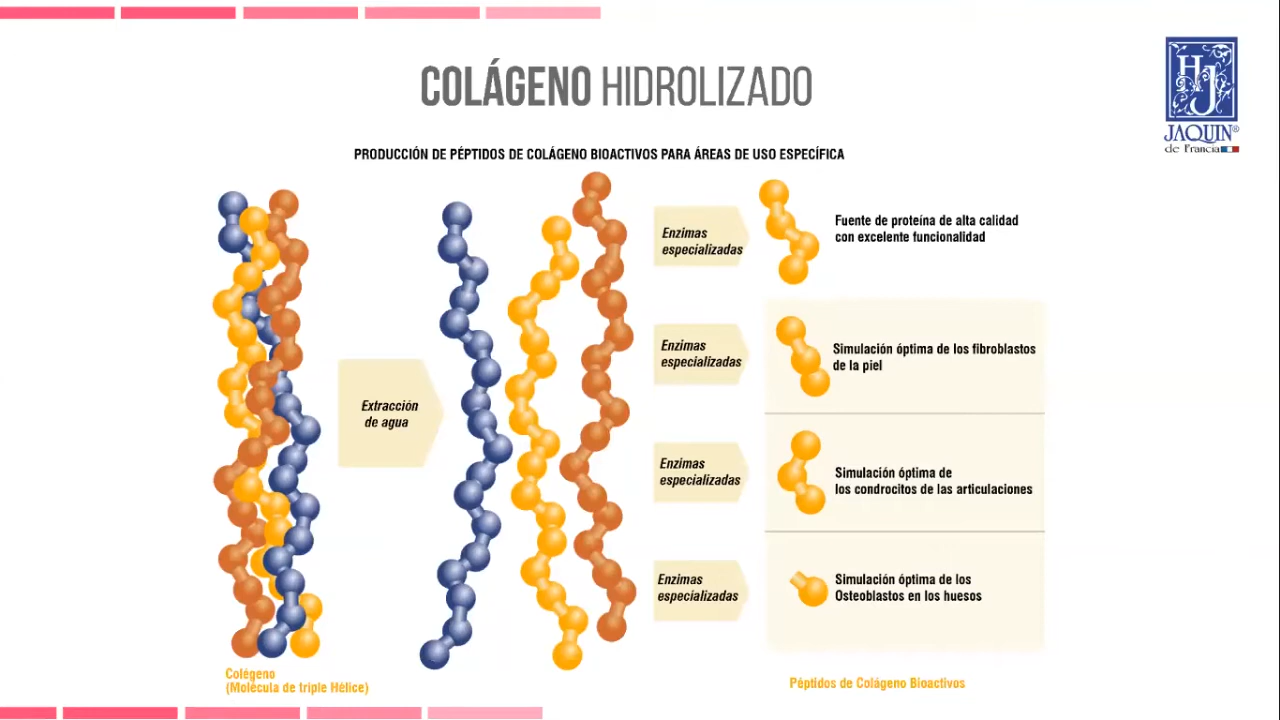 COLÁGENO HIDROLIZADO
HJ
JAQUIN®
de Francia
PRODUCCIÓN DE PÉPTIDOS DE COLÁGENO BIOACTIVOS PARA ÁREAS DE USO ESPECÍFICA
Extracción
de agua
Enzimas
especializadas
Fuente de proteína de alta calidad
con excelente funcionalidad
Enzimas
especializadas
Simulación óptima de los fibroblastos
de la piel
Enzimas
especializadas
Simulación óptima de
los condrocitos de las articulaciones
Enzimas
especializadas
Simulación óptima de los
Osteoblastos en los huesos
Colégeno
(Molécula de triple Hélice)
Péptidos de Colágeno Bioactivos